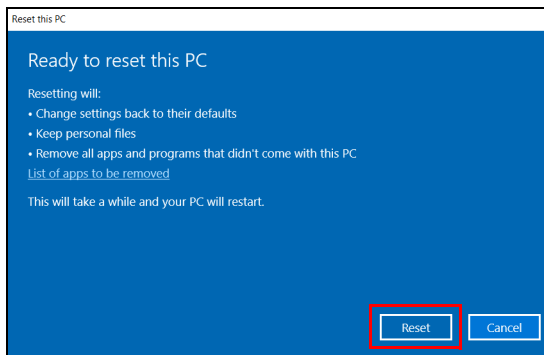 Reset this PC
Ready to reset this PC
Resetting will:
• Change settings back to their defaults
• Keep personal files
• Remove all apps and programs that didn't come with this PC
List of apps to be removed
This will take a while and your PC will restart.
Reset
Cancel